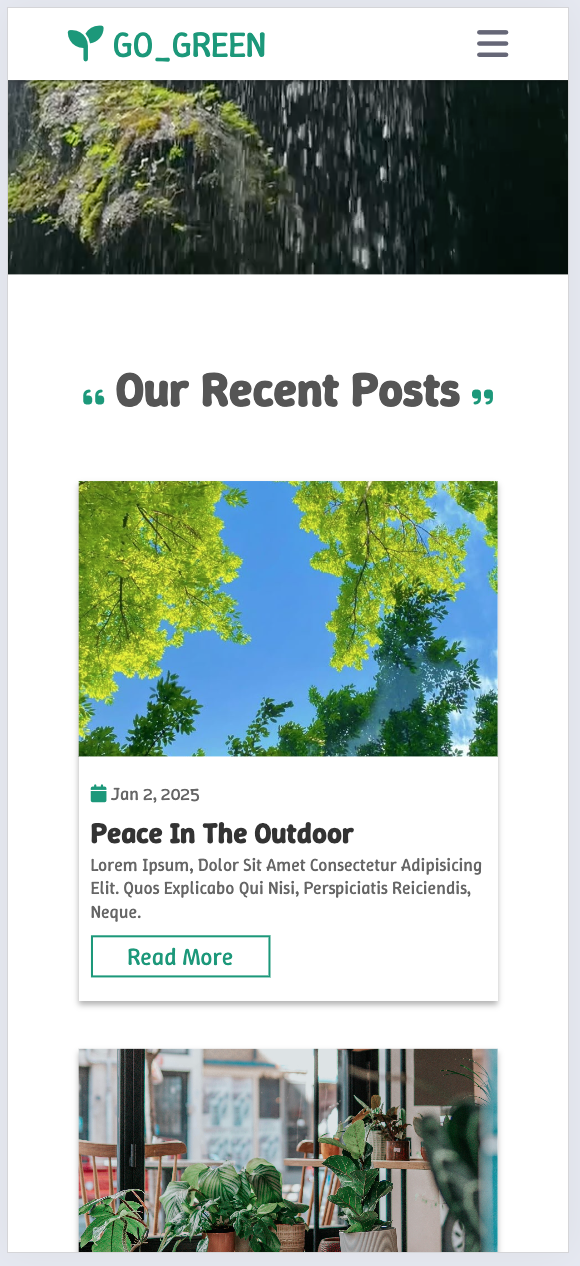 GO_GREEN
“ Our Recent Posts ”
Jan 2, 2025
Peace In The Outdoor
Lorem Ipsum, Dolor Sit Amet Consectetur Adipisicing
Elit. Quos Explicabo Qui Nisi, Perspiciatis Reiciendis,
Neque.
Read More